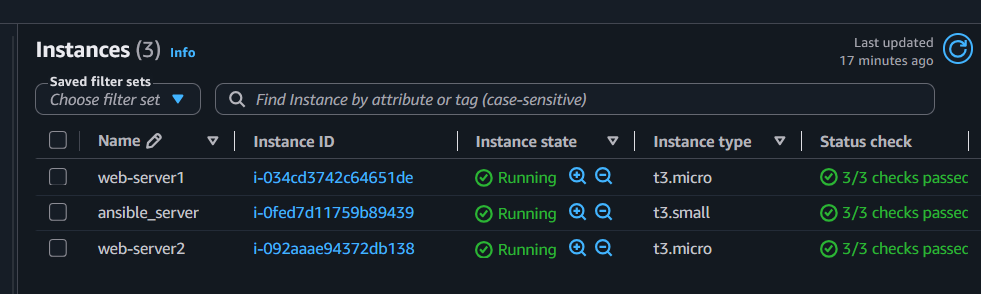 Instances (3) Info
Last updated
17 minutes ago
Saved filter sets
Choose filter set
Find Instance by attribute or tag (case-sensitive)
Name Instance ID Instance state Instance type Status check
web-server1 i-034cd3742c64651de Running t3.micro 3/3 checks passec
ansible_server i-0fed7d11759b89439 Running t3.small 3/3 checks passec
web-server2 i-092aaae94372db138 Running t3.micro 3/3 checks passec